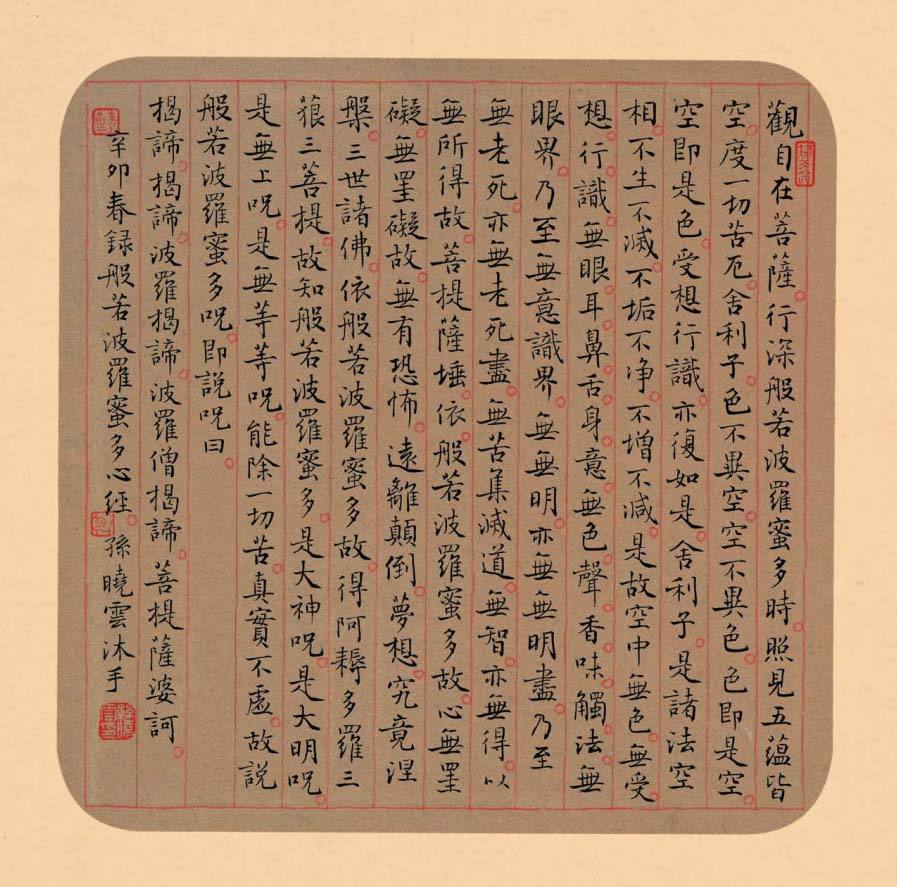 觀自在菩薩行深般若波羅蜜多時照見五蘊皆
空度一切苦厄舍利子色不異空空不異色色即是空
空即是色受想行識亦復如是舍利子是諸法空
相不生不滅不垢不净不增不減是故空中無色無受
想行識無眼耳鼻舌身意無色聲香味觸法無
眼界乃至無意識界無無明亦無無明盡乃至
無老死亦無老死盡無苦集滅道無智亦無得以
無所得故菩提薩埵依般若波羅蜜多故心無罣
礙無罣礙故無有恐怖遠離顛倒夢想究竟涅
槃三世諸佛依般若波羅蜜多故得阿耨多羅三
藐三菩提故知般若波羅蜜多是大神呪是大明呪
是無上呪是無等等呪能除一切苦真實不虛故說
般若波羅蜜多呪即說呪曰
揭諦揭諦波羅揭諦波羅僧揭諦菩提薩婆訶
辛卯春録般若波羅蜜多心經 孫曉雲沐手